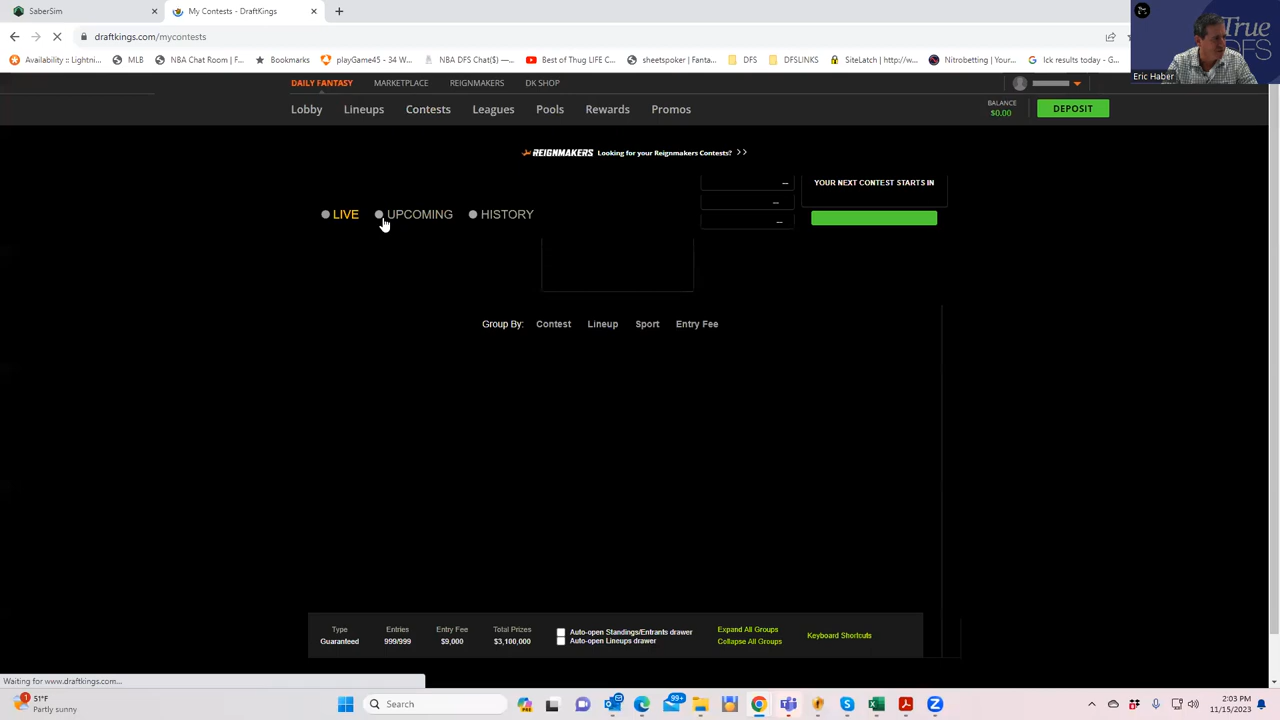 SaberSim
My Contests - DraftKings
draftkings.com/mycontests
Availability :: Lightni...
MLB
NBA Chat Room | F...
Bookmarks
playGame45 - 34 W...
NBA DFS Chat($) —...
Best of Thug LIFE C...
sheetspoker | Fanta...
DFS
DFSLINKS
SiteLatch | http://w...
Nitrobetting | Your...
Ick results today - G...
True
DFS
Eric Haber
DAILY FANTASY
MARKETPLACE
REIGNMAKERS
DK SHOP
Lobby
Lineups
Contests
Leagues
Pools
Rewards
Promos
BALANCE
$0.00
DEPOSIT
REIGNMAKERS Looking for your Reignmakers Contests? >>
--
--
--
YOUR NEXT CONTEST STARTS IN
LIVE
UPCOMING
HISTORY
Group By: Contest Lineup Sport Entry Fee
Type
Guaranteed
Entries
999/999
Entry Fee
$9,000
Total Prizes
$3,100,000
Auto-open Standings/Entrants drawer
Auto-open Lineups drawer
Expand All Groups
Collapse All Groups
Keyboard Shortcuts
Waiting for www.draftkings.com...
1
51°F
Partly sunny
Search
PRE
99+
2:03 PM
11/15/2023